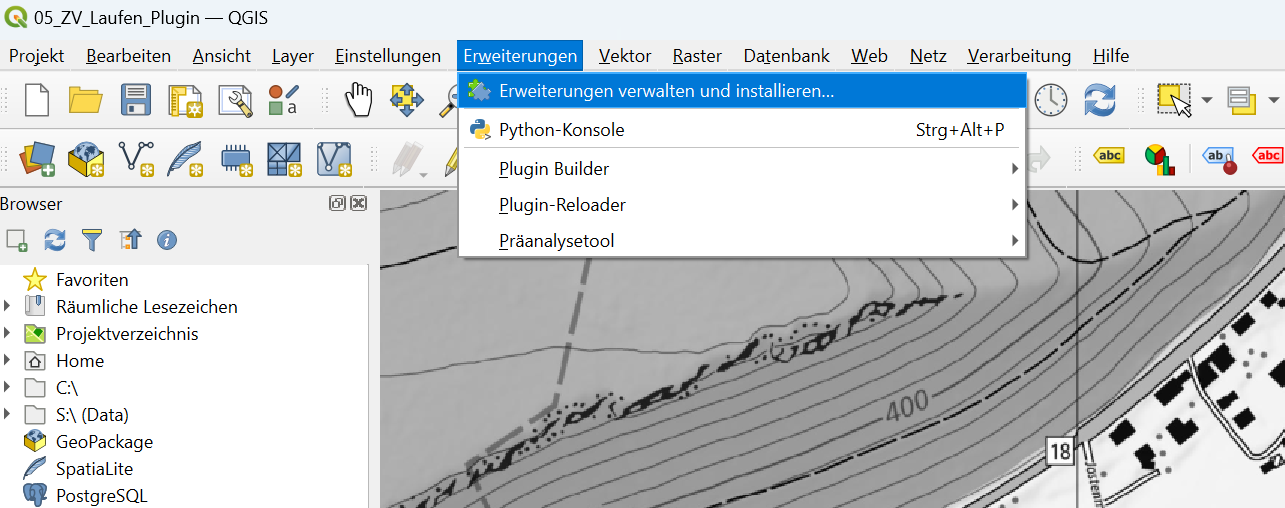 05_ZV_Laufen_Plugin — QGIS
Projekt Bearbeiten Ansicht Layer Einstellungen Erweiterungen Vektor Raster Datenbank Web Netz Verarbeitung Hilfe
Erweiterungen verwalten und installieren...
Python-Konsole Strg+Alt+P
Plugin Builder
Plugin-Reloader
Präanalysetool
a
abc
ab
abc
Browser
Favoriten
Räumliche Lesezeichen
Projektverzeichnis
Home
C:\
S:\ (Data)
GeoPackage
SpatiaLite
PostgreSQL
400
18